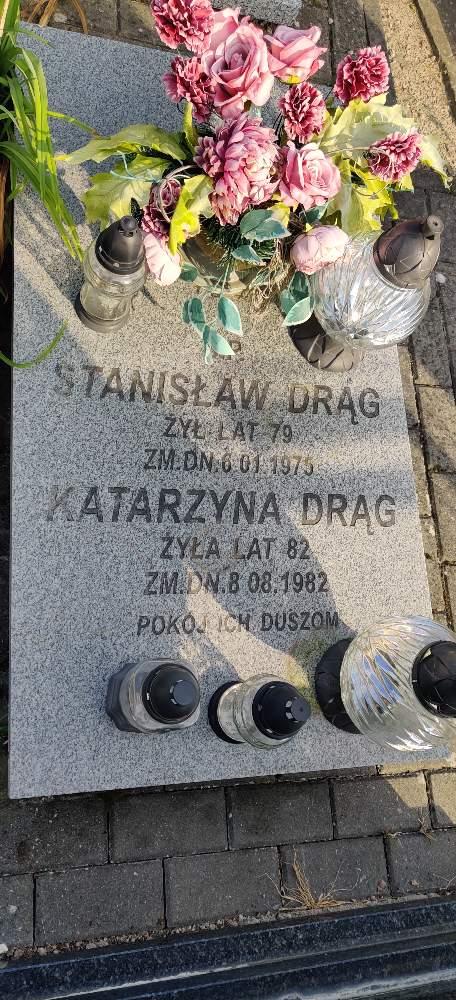 STANISŁAW DRĄG
ŻYŁ LAT 79
ZM.DN.6 01.1975
KATARZYNA DRĄG
ŻYŁA LAT 82
ZM.DN.8 08.1982
POKÓJ ICH DUSZOM